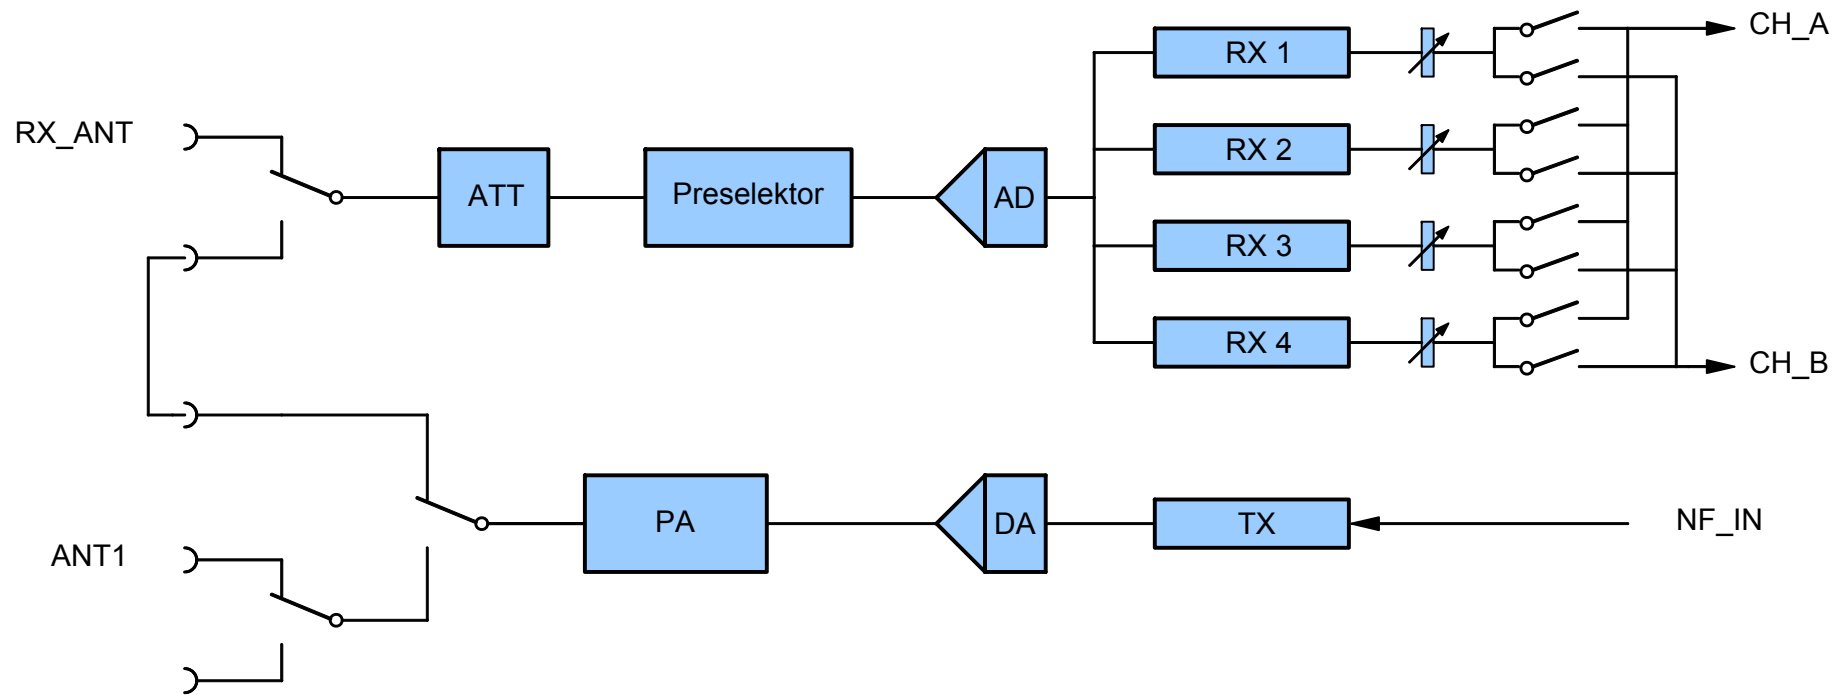 CH_A
RX 1
RX_ANT
RX 2
ATT
Preselektor
AD
RX 3
RX 4
CH_B
PA
DA
TX
NF_IN
ANT1